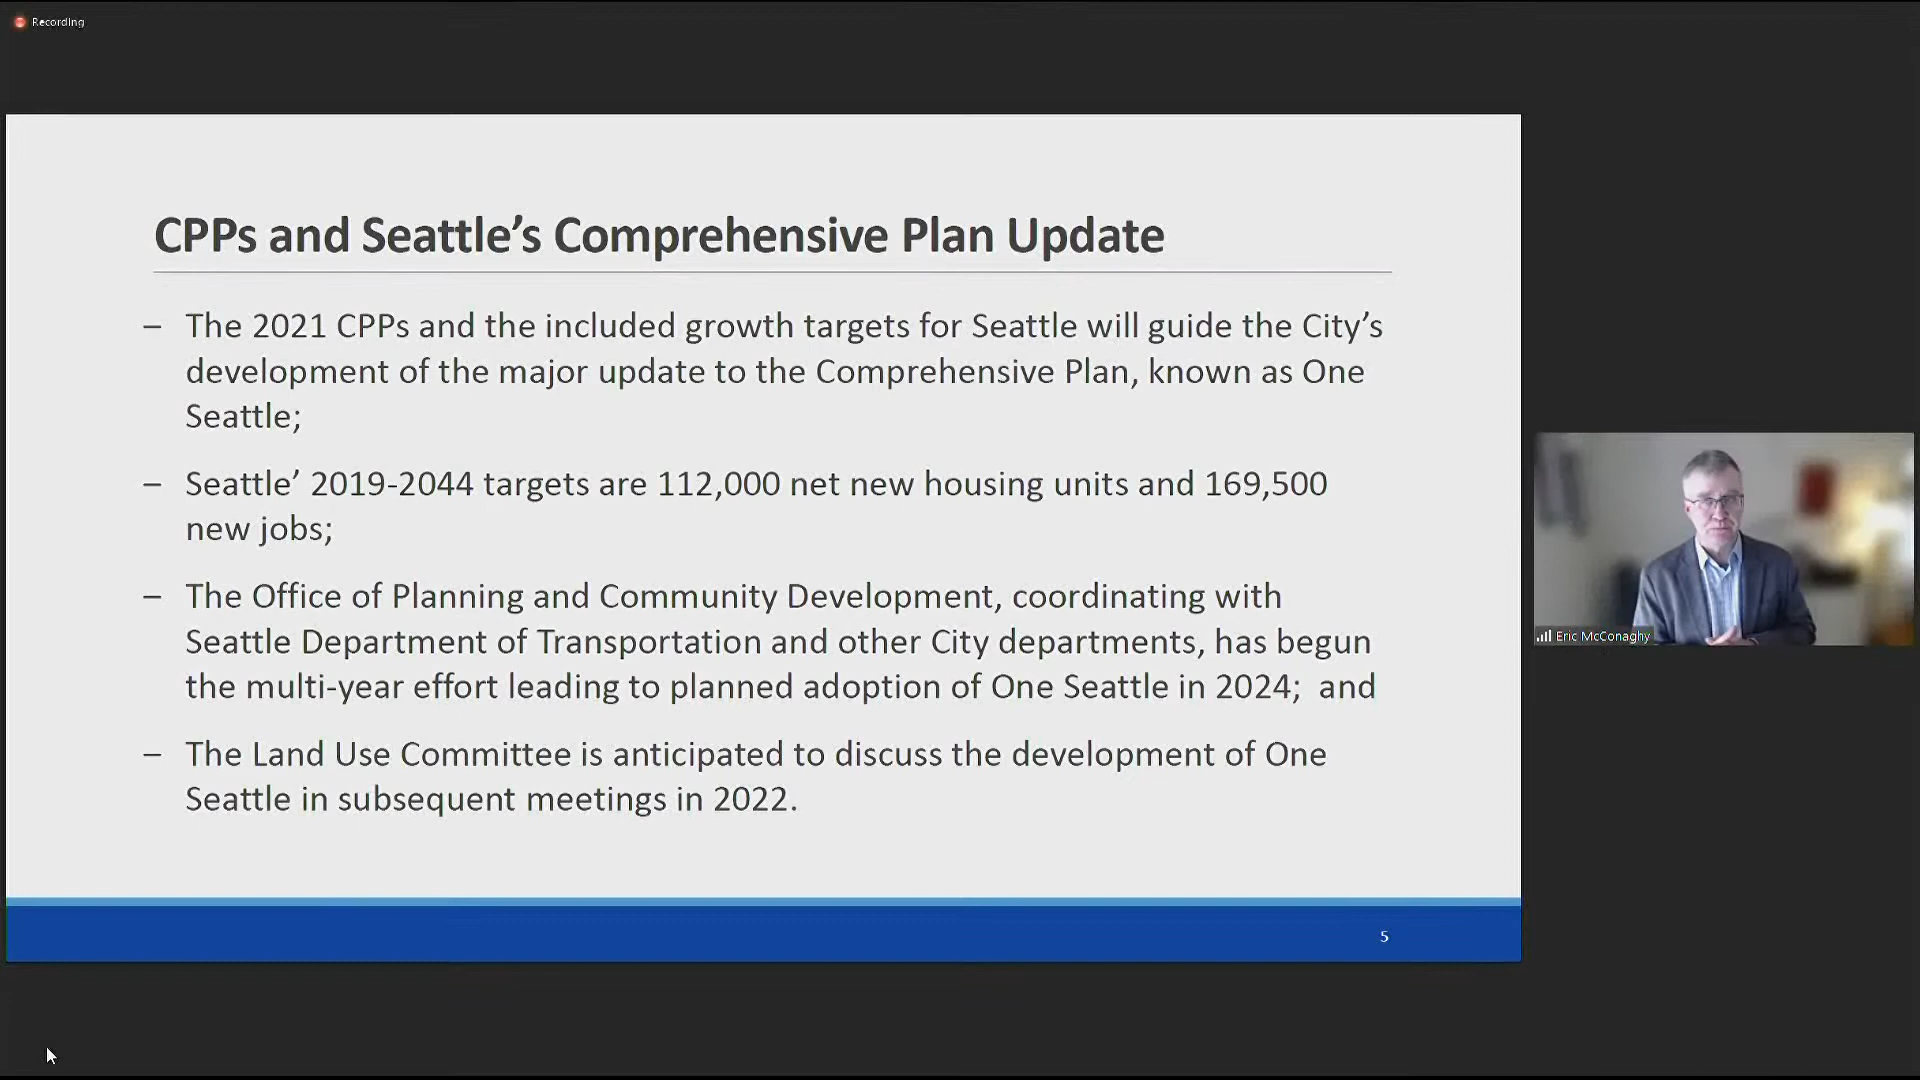 Recording
CPPs and Seattle’s Comprehensive Plan Update
– The 2021 CPPs and the included growth targets for Seattle will guide the City’s
development of the major update to the Comprehensive Plan, known as One
Seattle;
– Seattle’ 2019-2044 targets are 112,000 net new housing units and 169,500
new jobs;
– The Office of Planning and Community Development, coordinating with
Seattle Department of Transportation and other City departments, has begun
the multi-year effort leading to planned adoption of One Seattle in 2024;  and
– The Land Use Committee is anticipated to discuss the development of One
Seattle in subsequent meetings in 2022.
5
Eric McConaghy